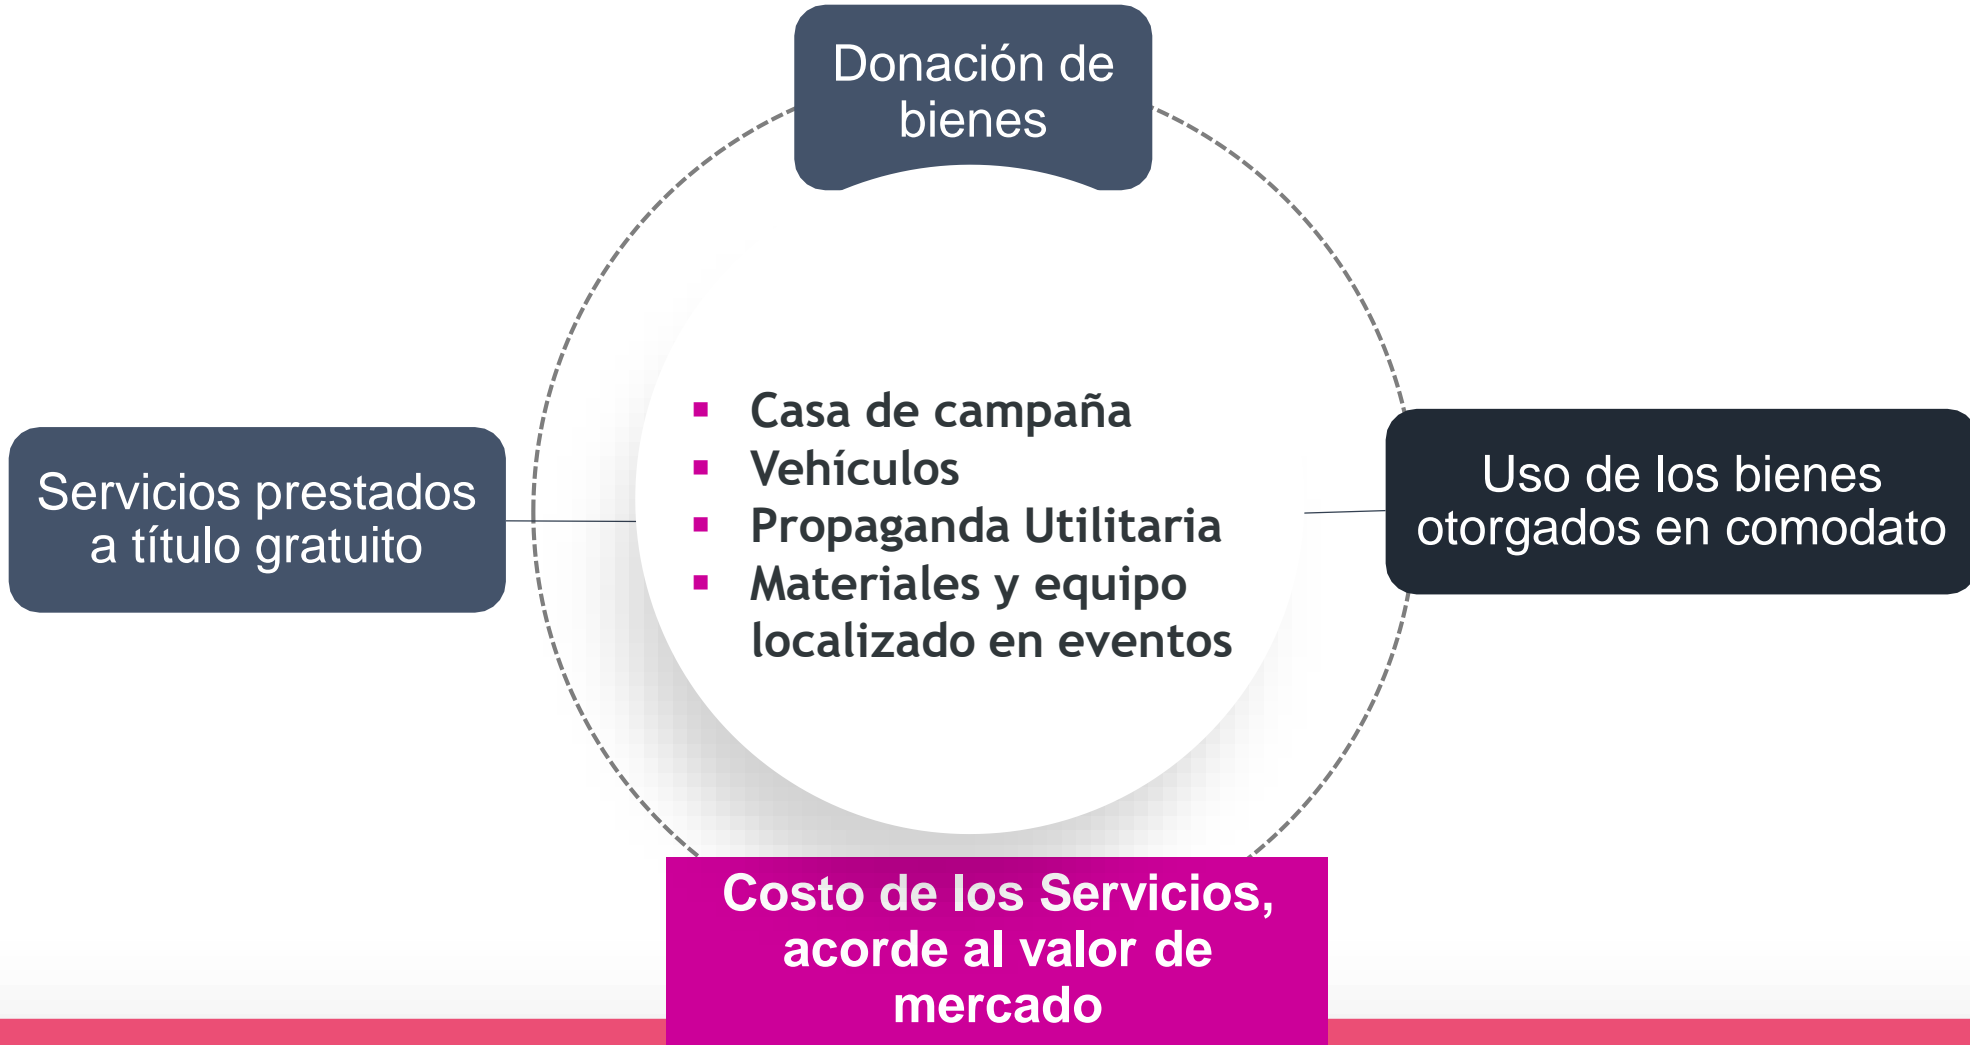 Donación de
bienes
Servicios prestados
a título gratuito
▪ Casa de campaña
▪ Vehículos
▪ Propaganda Utilitaria
▪ Materiales y equipo
localizado en eventos
Uso de los bienes
otorgados en comodato
Costo de los Servicios,
acorde al valor de
mercado